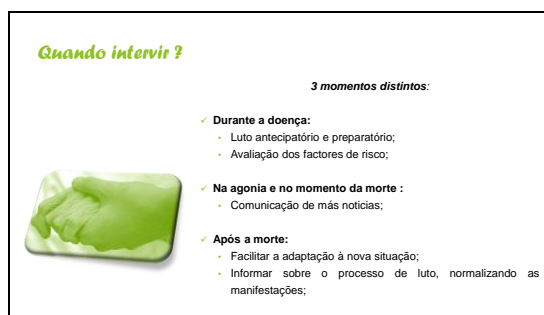 Quando intervir ?
3 momentos distintos:
✓ Durante a doença:
• Luto antecipatório e preparatório;
• Avaliação dos factores de risco;
✓ Na agonia e no momento da morte :
• Comunicação de más noticias;
✓ Após a morte:
• Facilitar a adaptação à nova situação;
• Informar sobre o processo de luto, normalizando as
manifestações;